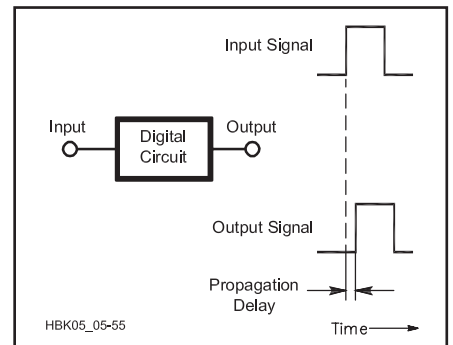 Input Signal
Input
Digital
Circuit
Output
Output Signal
Propagation
Delay
HBK05_05-55
Time